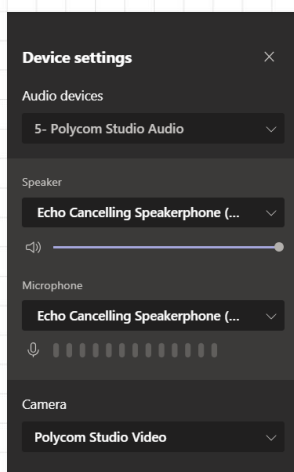 Device settings
Audio devices
5- Polycom Studio Audio
Speaker
Echo Cancelling Speakerphone (...
Microphone
Echo Cancelling Speakerphone (...
Camera
Polycom Studio Video